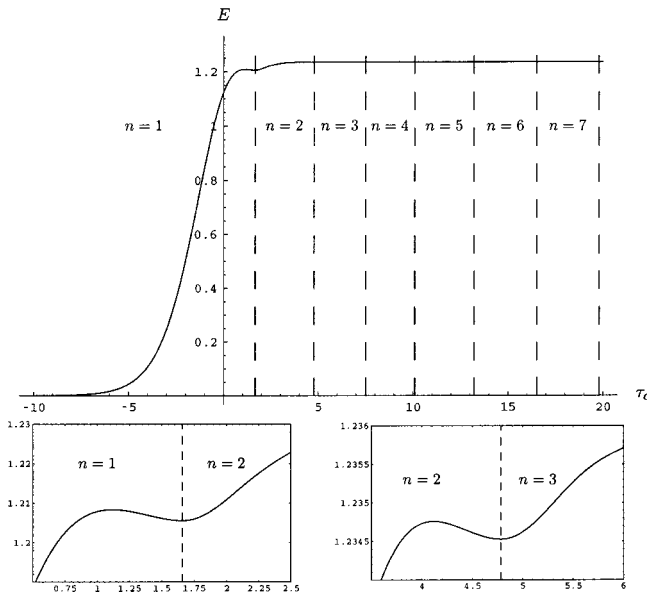 E
1.2
n = 1
1
n = 2
n = 3
n = 4
n = 5
n = 6
n = 7
0.8
0.6
0.4
0.2
-10
-5
5
10
15
20
τ₀
1.23
1.22
1.21
1.2
n = 1
n = 2
0.75 1 1.25 1.5 1.75 2 2.25 2.5
1.236
1.2355
1.235
1.2345
n = 2
n = 3
4 4.5 5 5.5 6